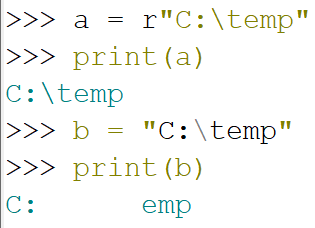 >>> a = r"C:\temp"
>>> print(a)
C:\temp
>>> b = "C:\temp"
>>> print(b)
C:      emp